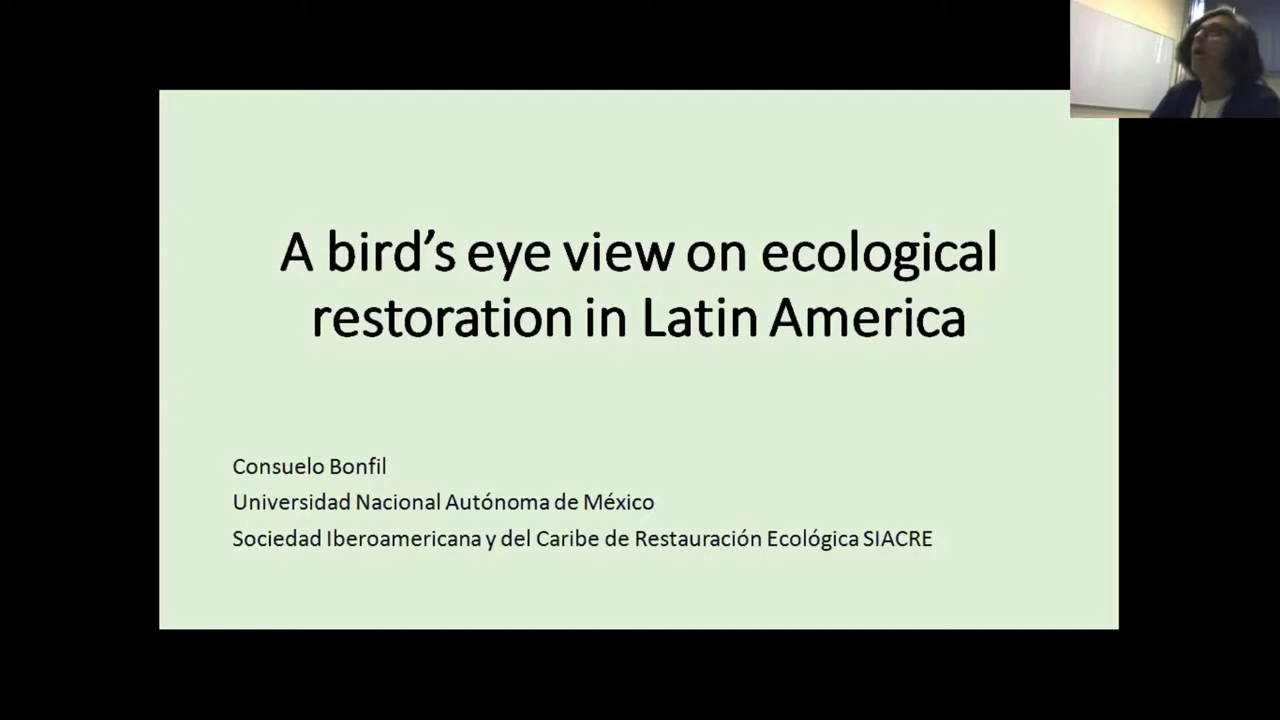 A bird’s eye view on ecological
restoration in Latin America
Consuelo Bonfil
Universidad Nacional Autónoma de México
Sociedad Iberoamericana y del Caribe de Restauración Ecológica SIACRE